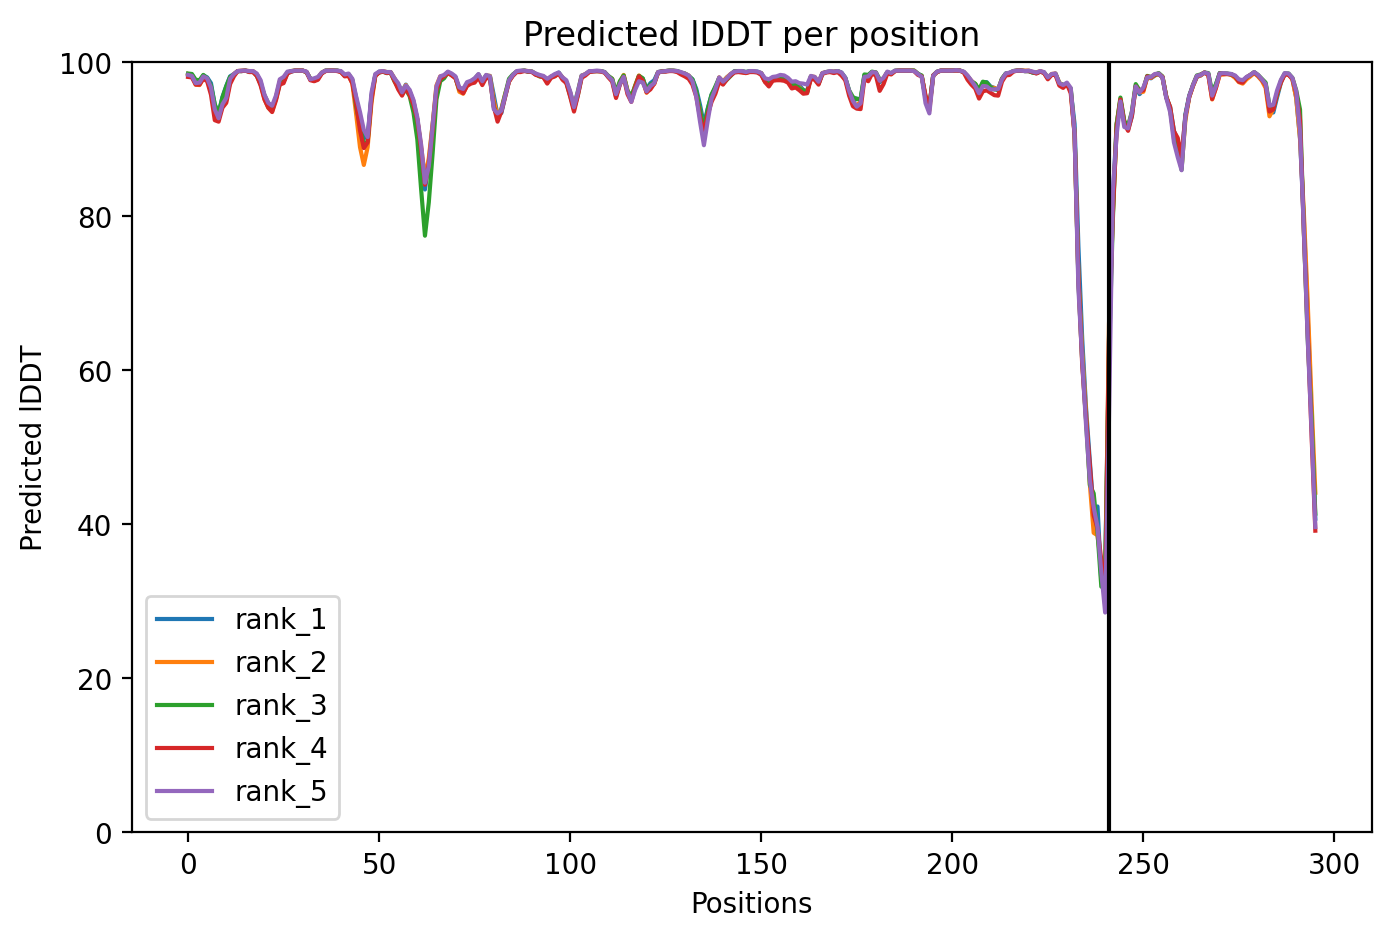 Predicted lDDT per position
Predicted lDDT
100
80
60
40
20
0
rank_1
rank_2
rank_3
rank_4
rank_5
0 50 100 150 200 250 300
Positions